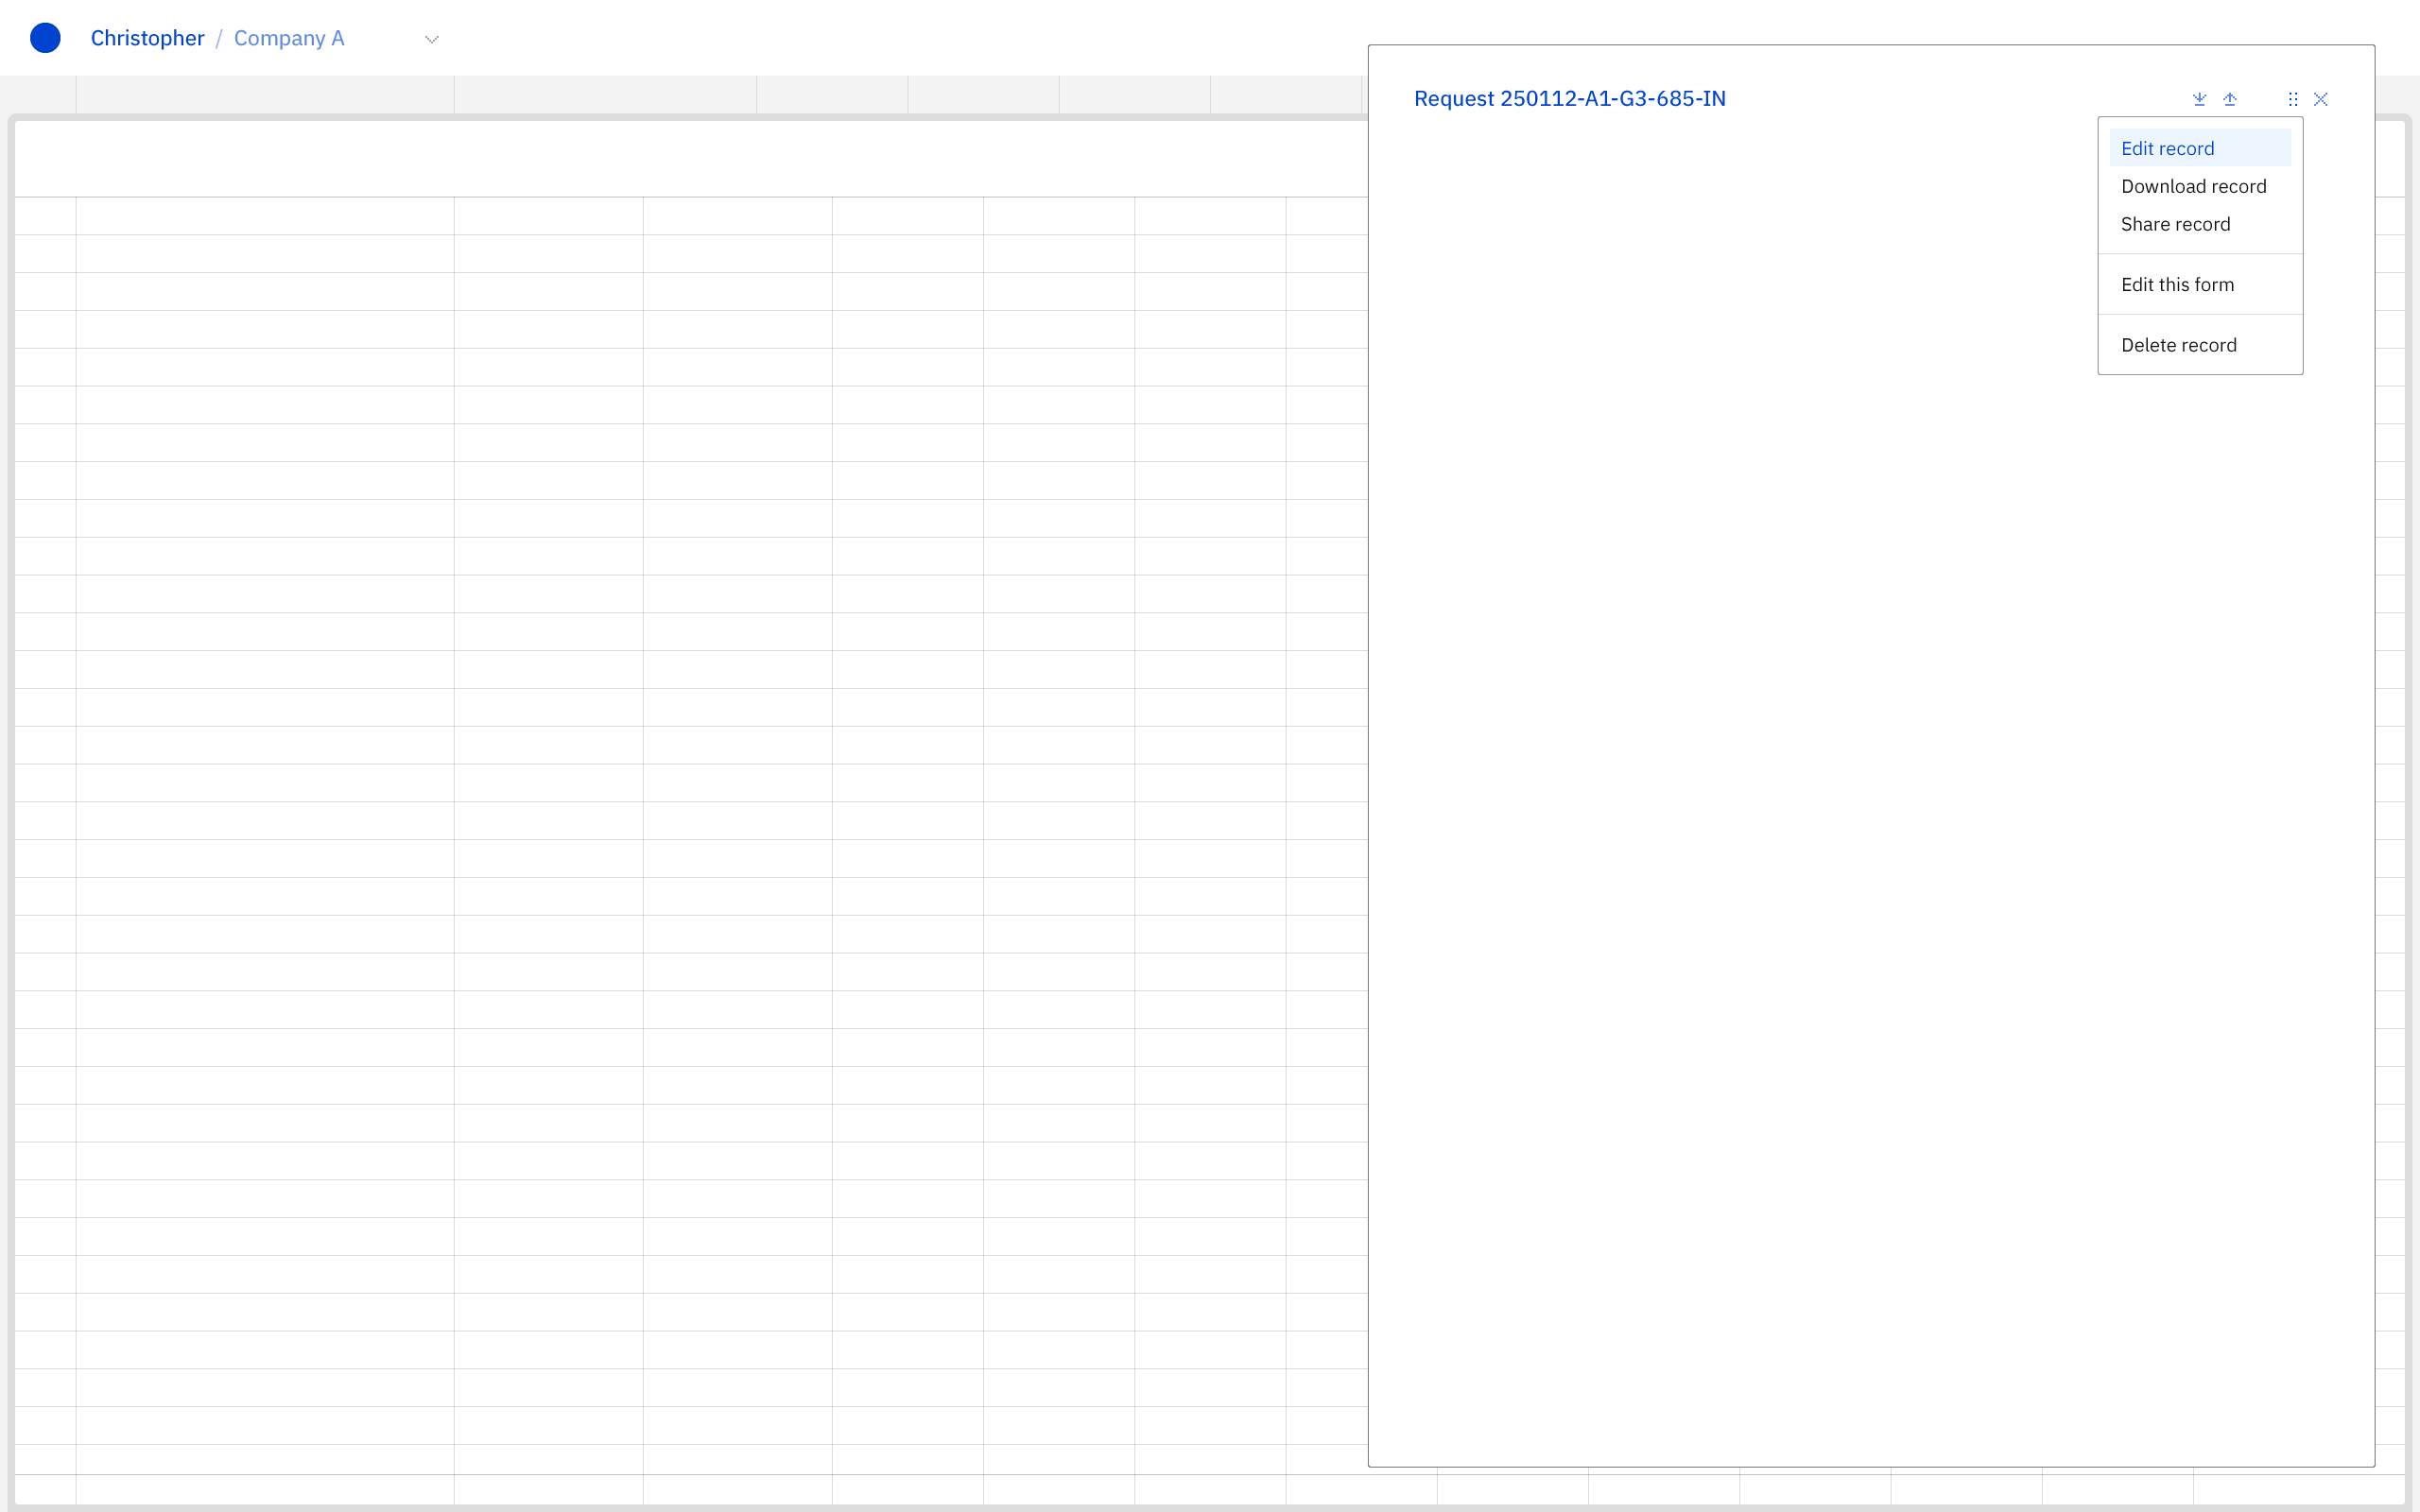 Christopher / Company A
Request 250112-A1-G3-685-IN
Edit record
Download record
Share record
Edit this form
Delete record